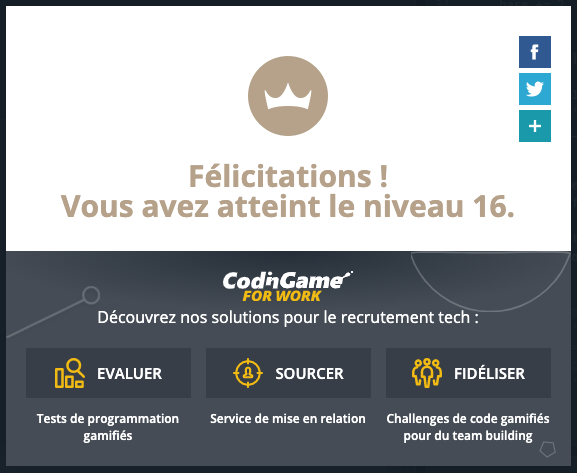 Félicitations !
Vous avez atteint le niveau 16.
CodinGame
FOR WORK
Découvrez nos solutions pour le recrutement tech :
EVALUER
SOURCER
FIDÉLISER
Tests de programmation
gamifiés
Service de mise en relation
Challenges de code gamifiés
pour du team building